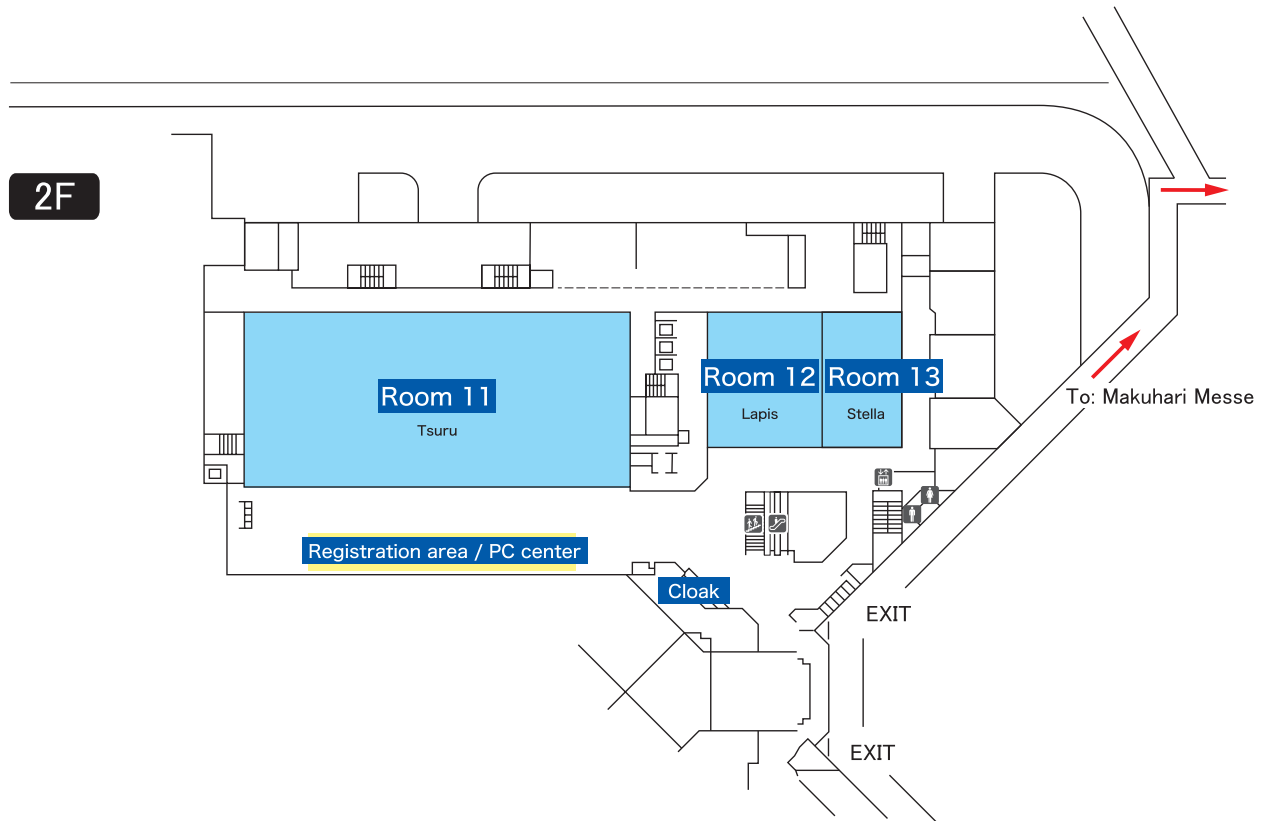 2F
Room 11
Tsuru
Room 12
Lapis
Room 13
Stella
To: Makuhari Messe
Registration area / PC center
Cloak
EXIT
EXIT